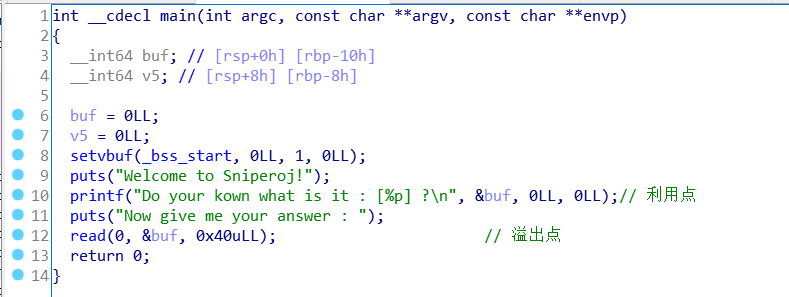 1 int __cdecl main(int argc, const char **argv, const char **envp)
2 {
3 __int64 buf; // [rsp+0h] [rbp-10h]
4 __int64 v5; // [rsp+8h] [rbp-8h]
5
6 buf = 0LL;
7 v5 = 0LL;
8 setvbuf(_bss_start, 0LL, 1, 0LL);
9 puts("Welcome to Sniperoj!");
10 printf("Do your kown what is it : [%p] ?\n", &buf, 0LL, 0LL);// 利用点
11 puts("Now give me your answer : ");
12 read(0, &buf, 0x40uLL); // 溢出点
13 return 0;
14 }